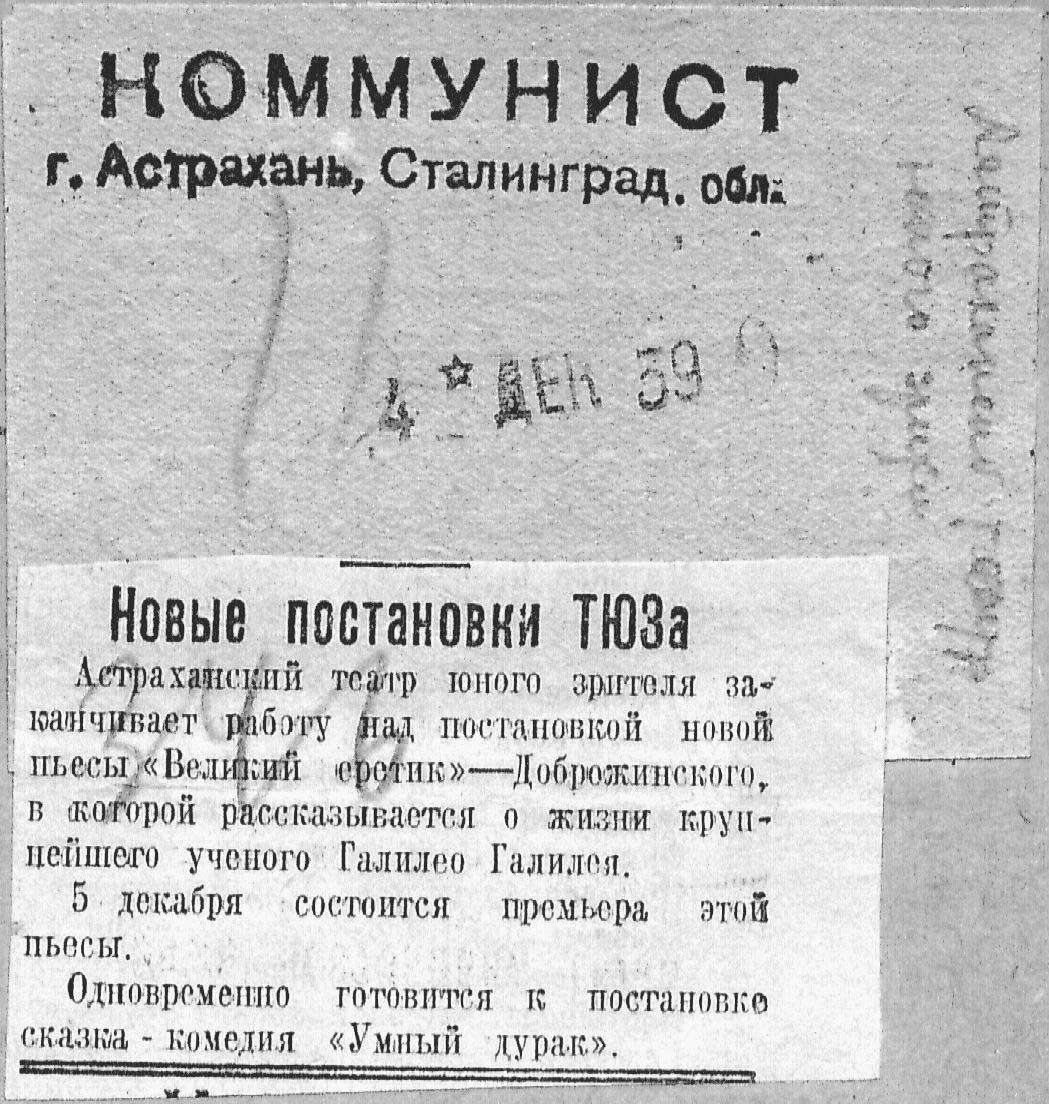 КОММУНИСТ
г. Астрахань, Сталинград. обл.
4 ДЕК 39
Новые постановки ТЮЗа
Астраханский театр юного зрителя за-
канчивает работу над постановкой новой
пьесы «Великий еретик»—Доброжинского,
в которой рассказывается о жизни круп-
нейшего ученого Галилео Галилея.
5 декабря состоится премьера этой
пьесы.
Одновременно готовится к постановке
сказка - комедия «Умный дурак».